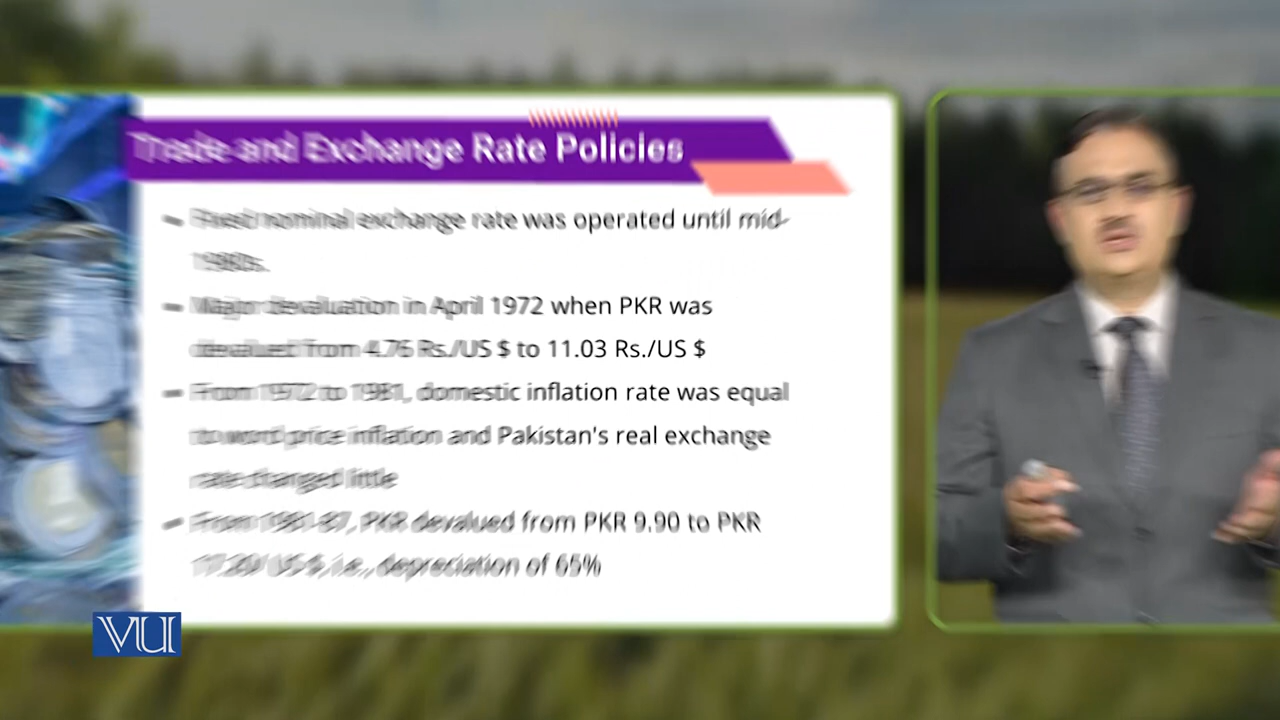 Trade and Exchange Rate Policies
Fixed nominal exchange rate was operated until mid-
1980s.
Major devaluation in April 1972 when PKR was
devalued from 4.76 Rs./US $ to 11.03 Rs./US $
From 1972 to 1981, domestic inflation rate was equal
to word price inflation and Pakistan's real exchange
rate changed little
From 1981-87, PKR devalued from PKR 9.90 to PKR
US $, i.e., depreciation of 65%
VU